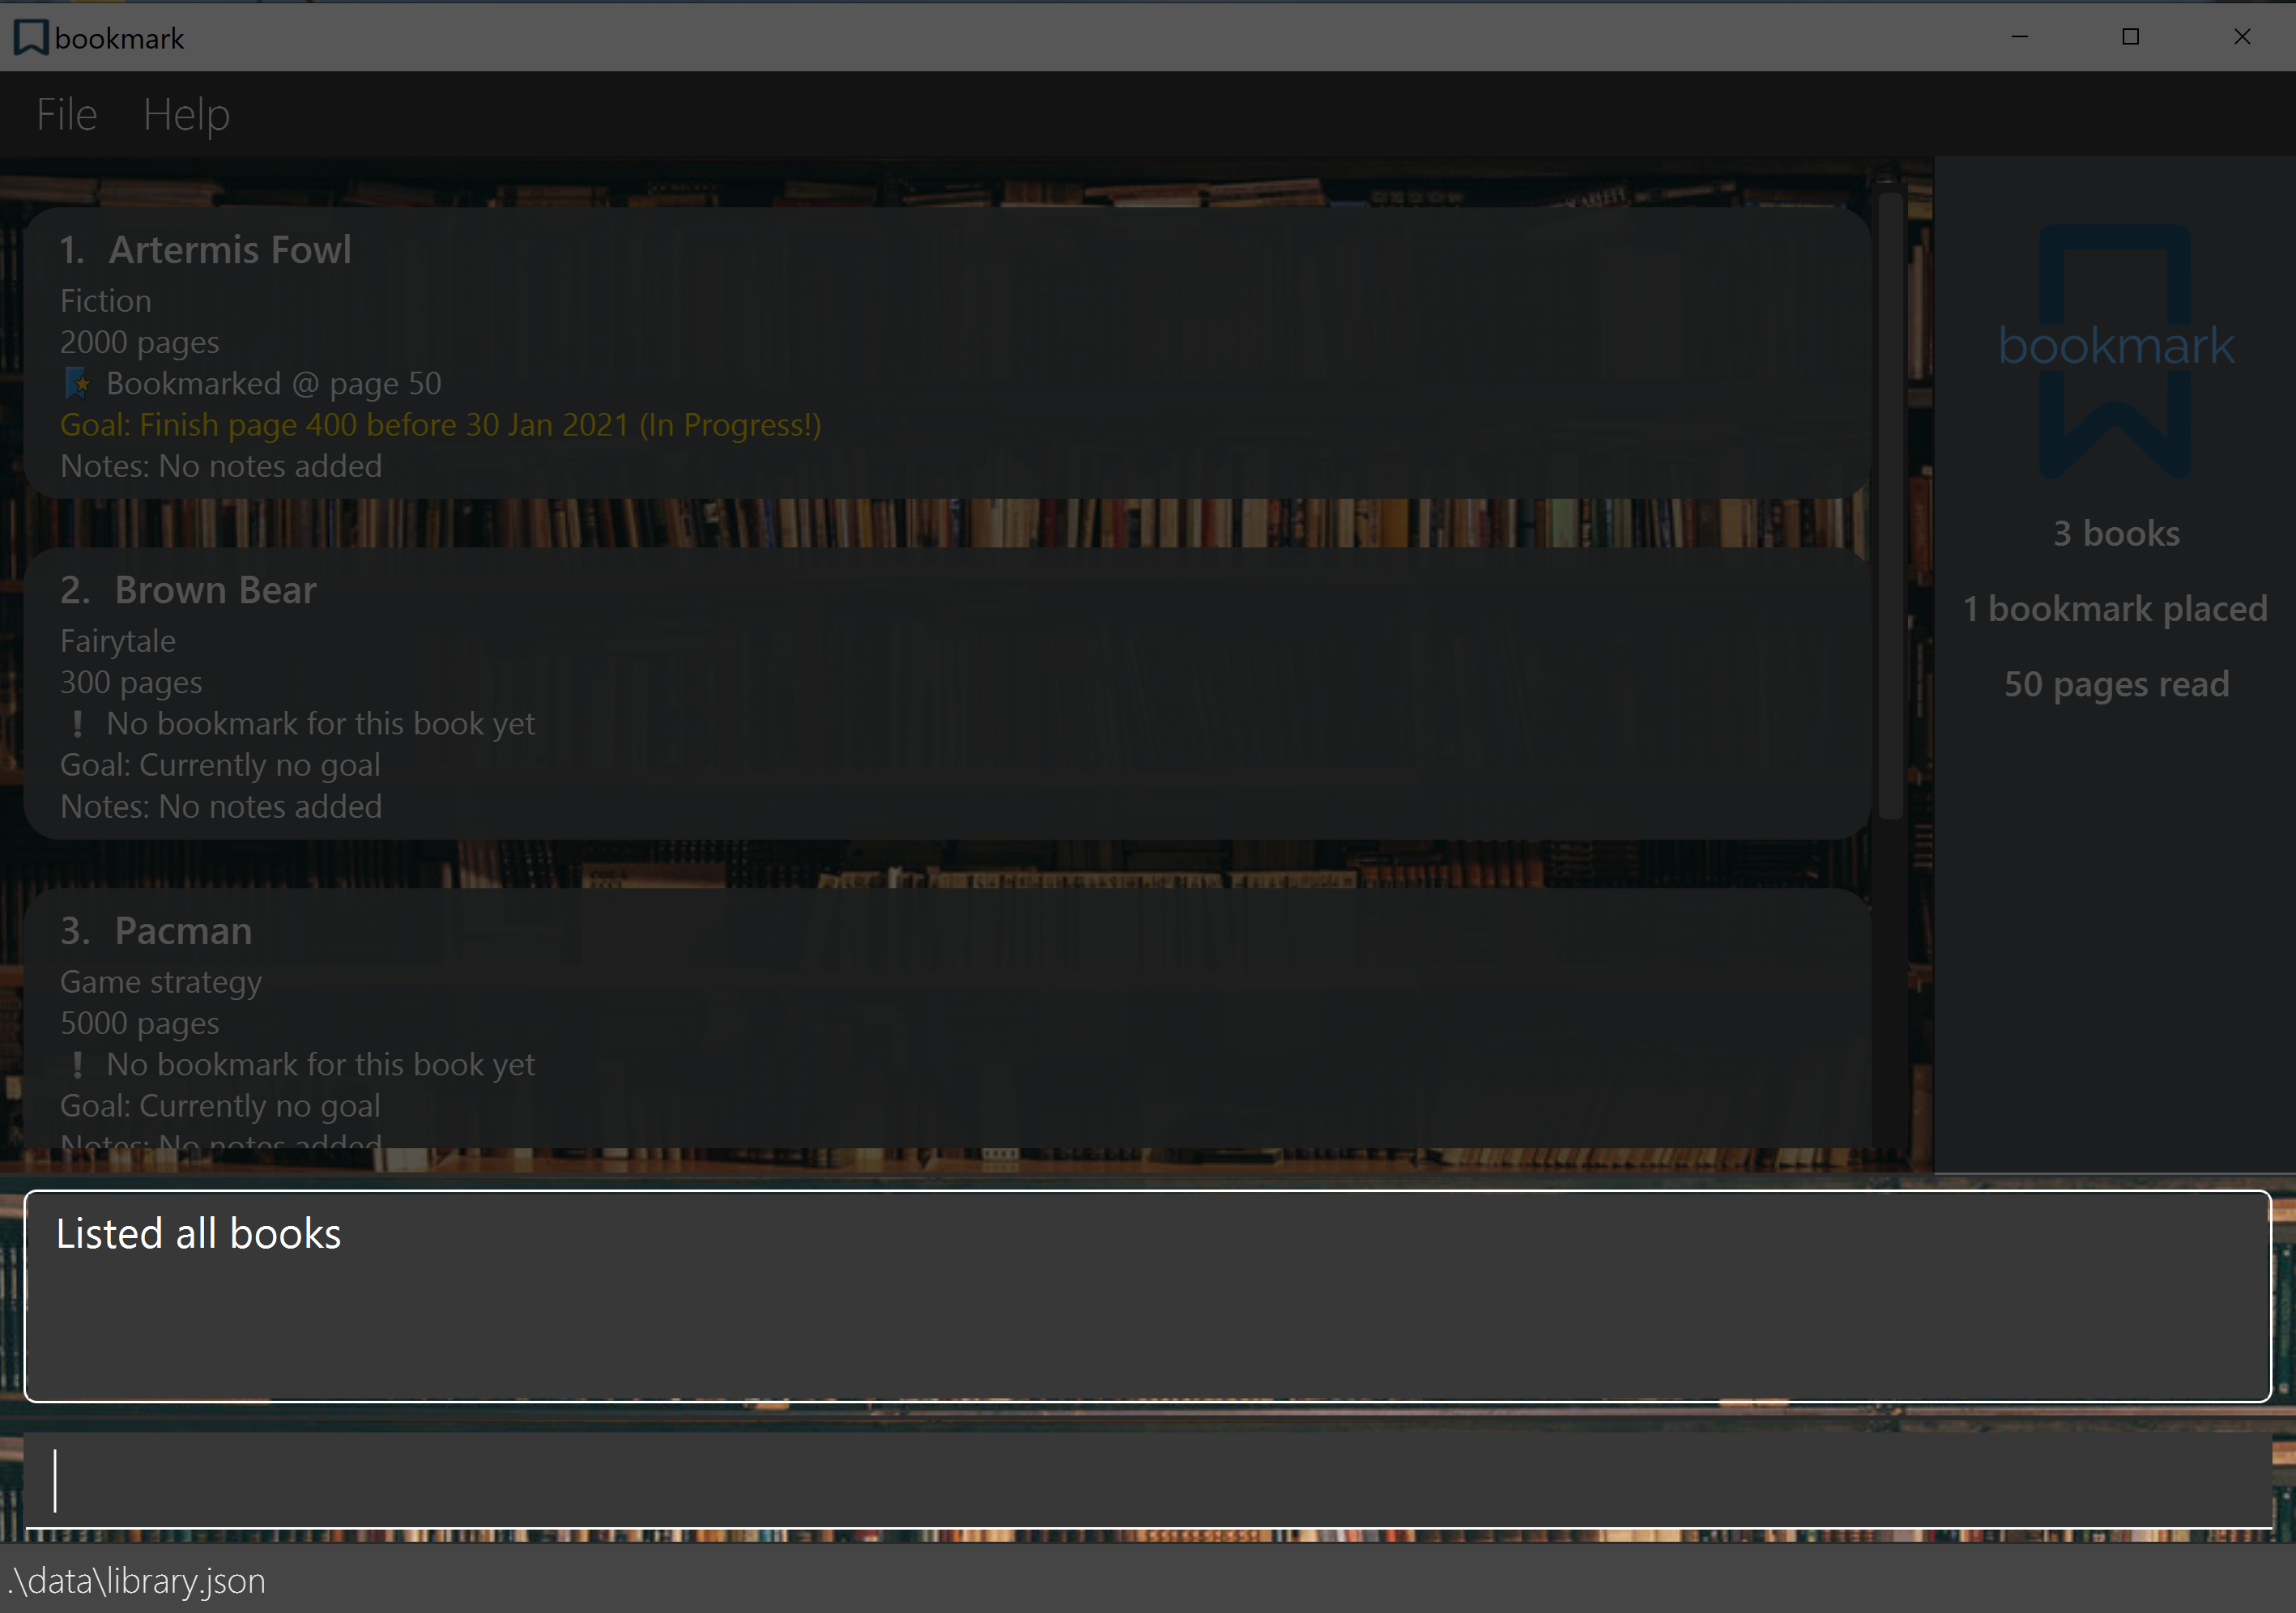 bookmark
File Help
1. Artermis Fowl
Fiction
2000 pages
Bookmarked @ page 50
Goal: Finish page 400 before 30 Jan 2021 (In Progress!)
Notes: No notes added
2. Brown Bear
Fairytale
300 pages
! No bookmark for this book yet
Goal: Currently no goal
Notes: No notes added
3. Pacman
Game strategy
5000 pages
! No bookmark for this book yet
Goal: Currently no goal
Notes: No notes added
bookmark
3 books
1 bookmark placed
50 pages read
Listed all books
.\data\library.json